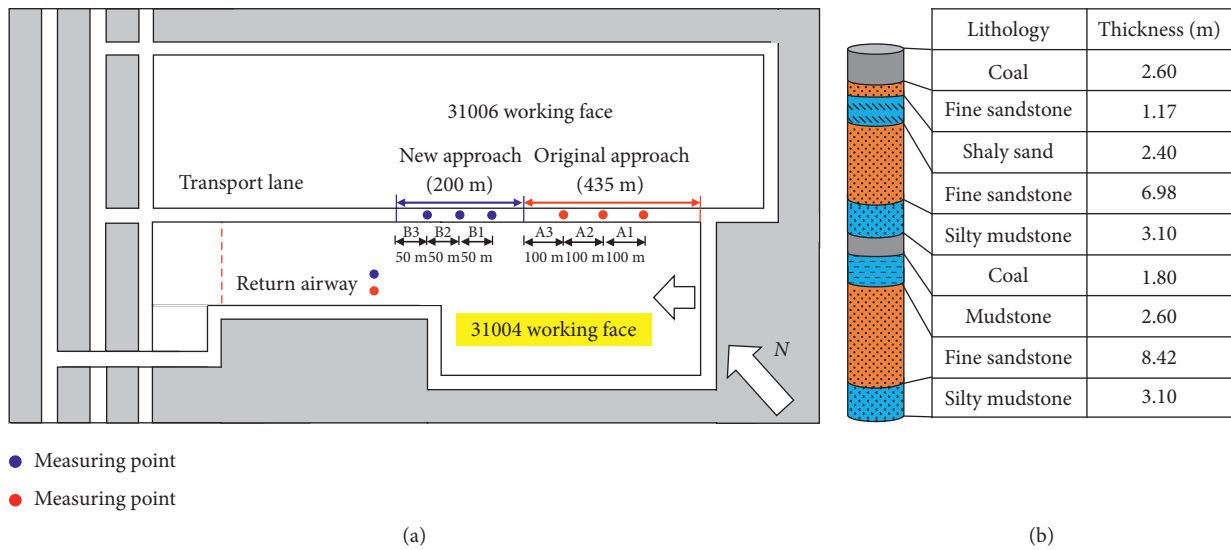 31006 working face
New approach
(200 m)
Original approach
(435 m)
Transport lane
B3
B2
B1
A3
A2
A1
50 m
50 m
50 m
100 m
100 m
100 m
Return airway
31004 working face
N
Measuring point
Measuring point
(a)
Lithology Thickness (m)
Coal 2.60
Fine sandstone 1.17
Shaly sand 2.40
Fine sandstone 6.98
Silty mudstone 3.10
Coal 1.80
Mudstone 2.60
Fine sandstone 8.42
Silty mudstone 3.10
(b)